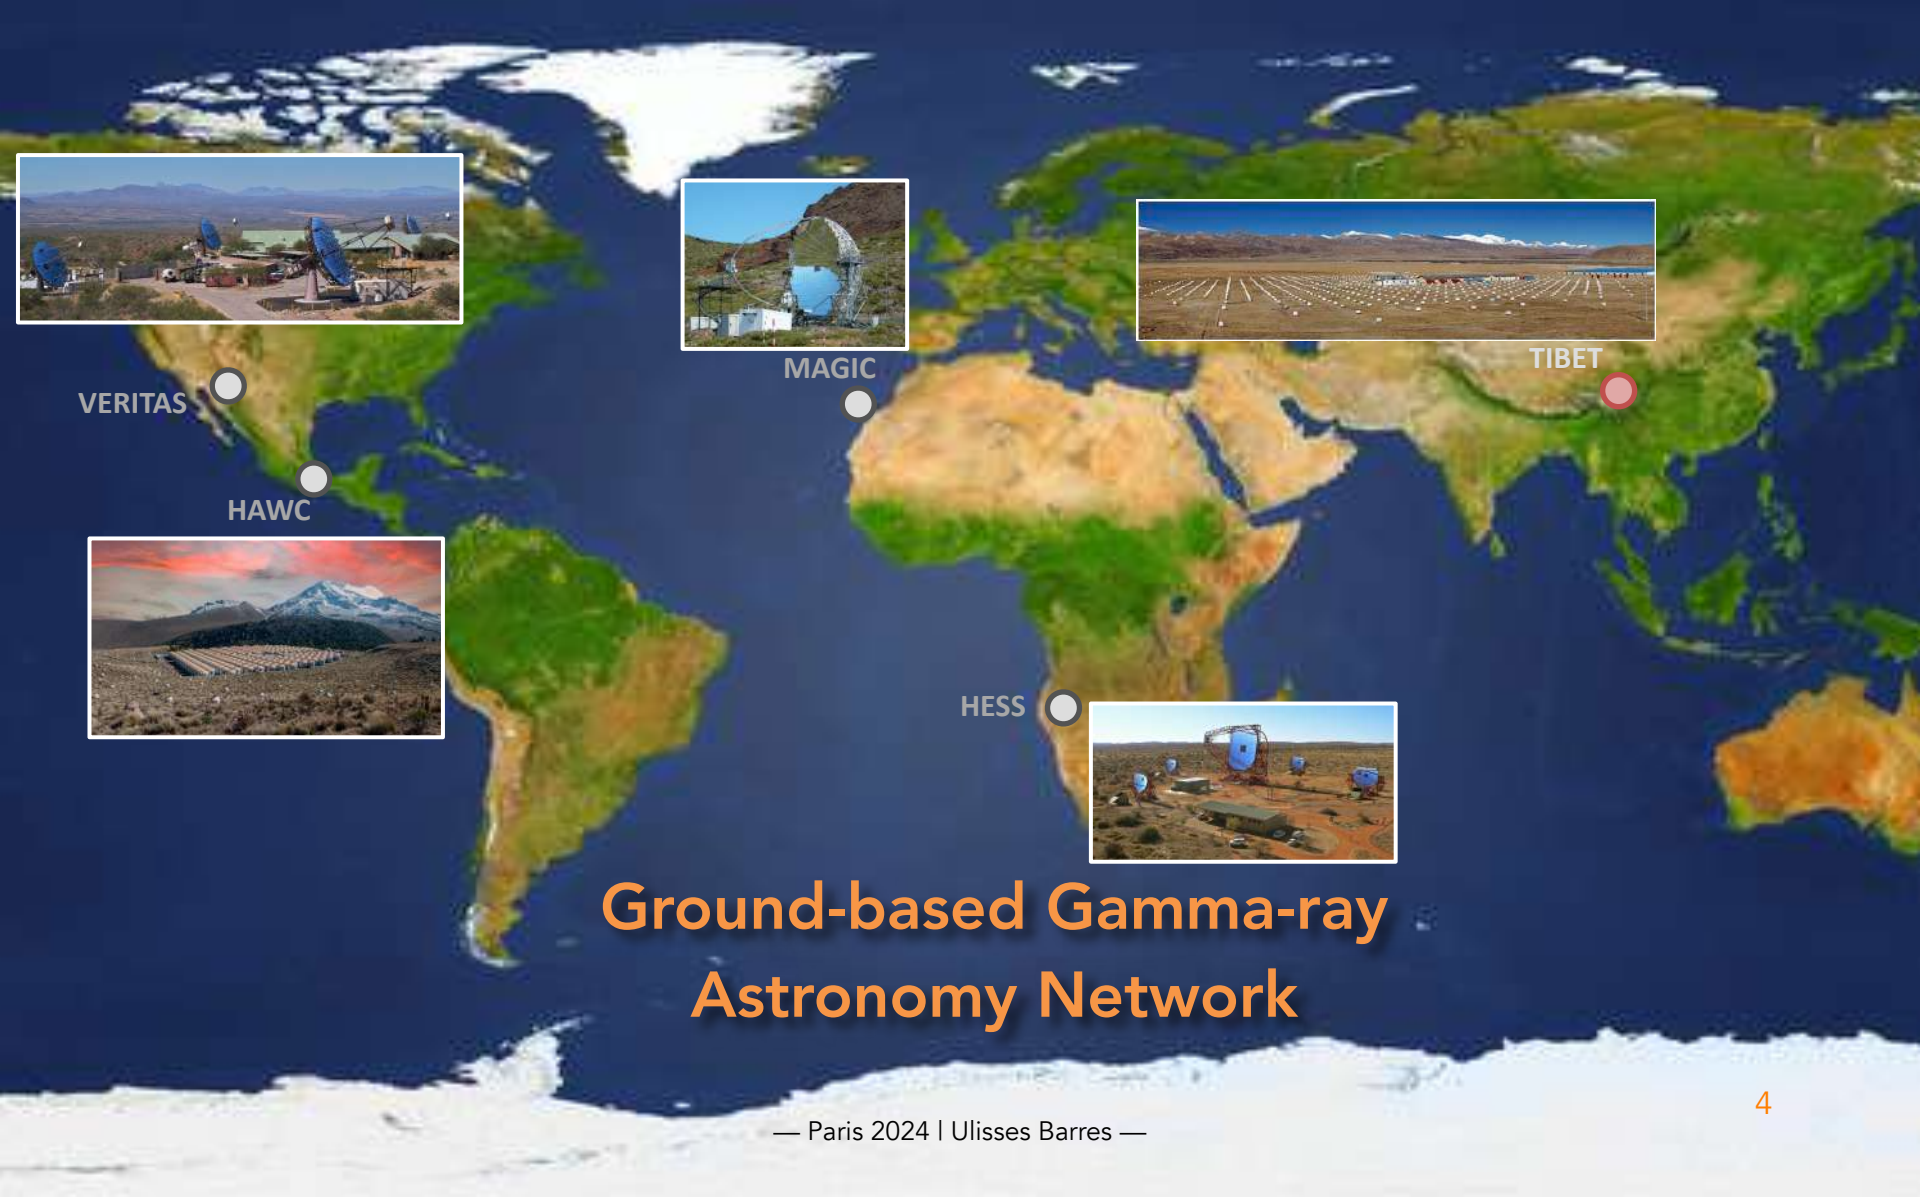 MAGIC
TIBET
VERITAS
HAWC
HESS
Ground-based Gamma-ray
Astronomy Network
4
— Paris 2024 | Ulisses Barres —